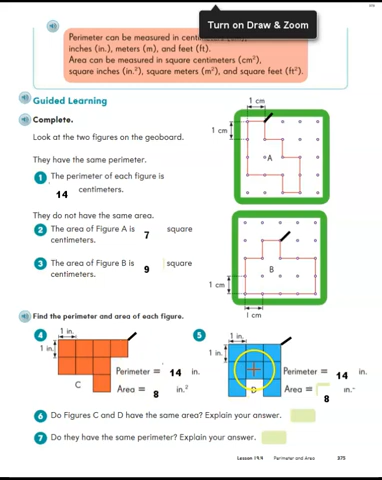 Turn on Draw & Zoom
Perimeter can be measured in
inches (in.), meters (m), and feet (ft).
Area can be measured in square centimeters (cm²),
square inches (in.²), square meters (m²), and square feet (ft²).
Guided Learning
Complete.
Look at the two figures on the geoboard.
They have the same perimeter.
1 The perimeter of each figure is
14 centimeters.
They do not have the same area.
2 The area of Figure A is 7 square
centimeters.
3 The area of Figure B is 9 square
centimeters.
1 cm
1 cm
A
B
1 cm
1 cm
Find the perimeter and area of each figure.
4
1 in.
1 in.
C
Perimeter = 14 in.
Area = 8 in.²
5
1 in.
1 in.
D
Perimeter = 14 in.
Area = 8 in.²
6 Do Figures C and D have the same area? Explain your answer.
7 Do they have the same perimeter? Explain your answer.
Lesson 19.4 Perimeter and Area 375